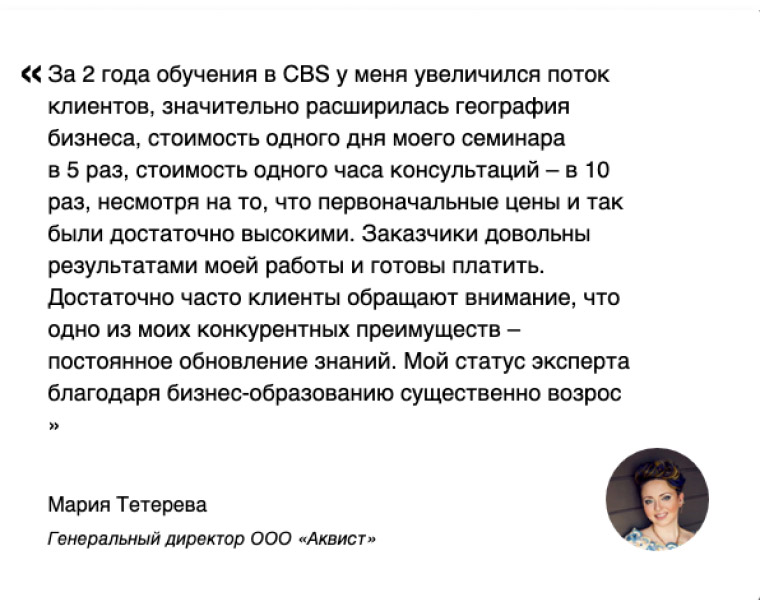 « За 2 года обучения в CBS у меня увеличился поток
клиентов, значительно расширилась география
бизнеса, стоимость одного дня моего семинара
в 5 раз, стоимость одного часа консультаций – в 10
раз, несмотря на то, что первоначальные цены и так
были достаточно высокими. Заказчики довольны
результатами моей работы и готовы платить.
Достаточно часто клиенты обращают внимание, что
одно из моих конкурентных преимуществ –
постоянное обновление знаний. Мой статус эксперта
благодаря бизнес-образованию существенно возрос
»
Мария Тетерева
Генеральный директор ООО «Аквист»